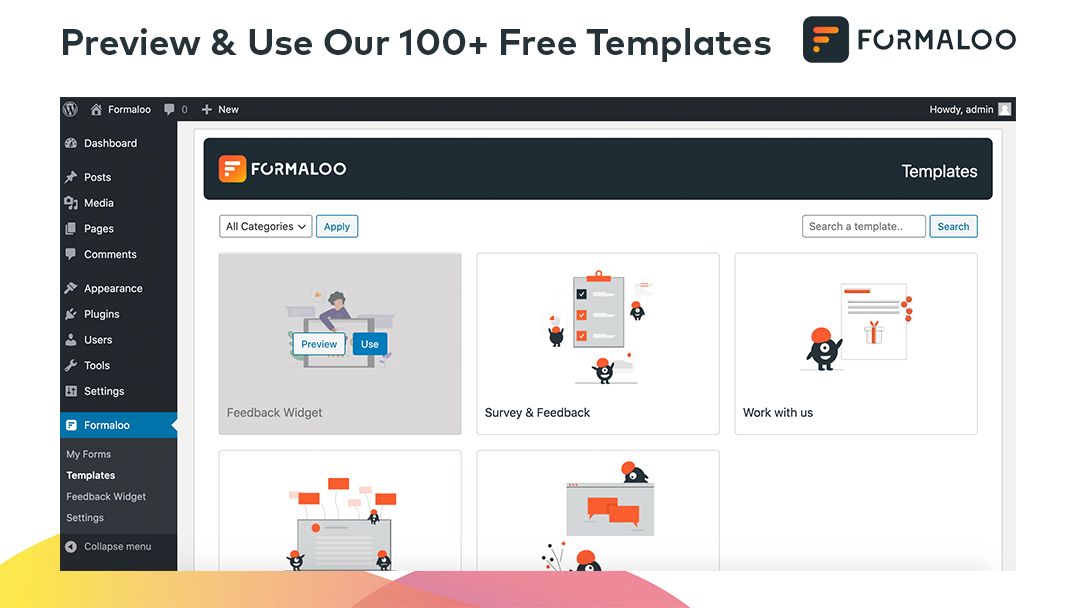 Preview & Use Our 100+ Free Templates
FORMALOO
Formaloo 0 New
Howdy, admin
Dashboard
Posts
Media
Pages
Comments
Appearance
Plugins
Users
Tools
Settings
Formaloo
My Forms
Templates
Feedback Widget
Settings
Collapse menu
FORMALOO
Templates
All Categories
Apply
Search a template..
Search
Preview
Use
Feedback Widget
Survey & Feedback
Work with us